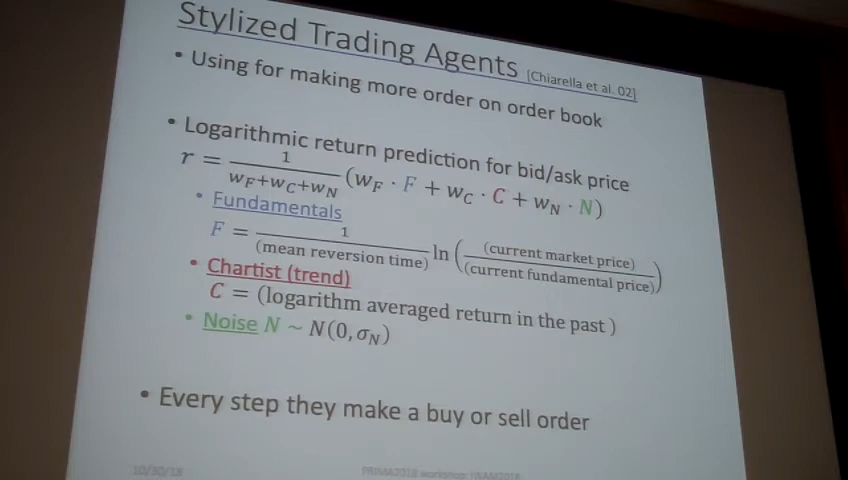 Stylized Trading Agents [Chiarella et al. 02]
• Using for making more order on order book
• Logarithmic return prediction for bid/ask price
r = 1/(w_F+w_C+w_N) (w_F · F + w_C · C + w_N · N)
• Fundamentals
F = 1/(mean reversion time) ln((current market price)/(current fundamental price))
• Chartist (trend)
C = (logarithm averaged return in the past )
• Noise N ~ N(0, σ_N)
• Every step they make a buy or sell order
10/30/18 PRIMA2018 workshop: IWAM2018